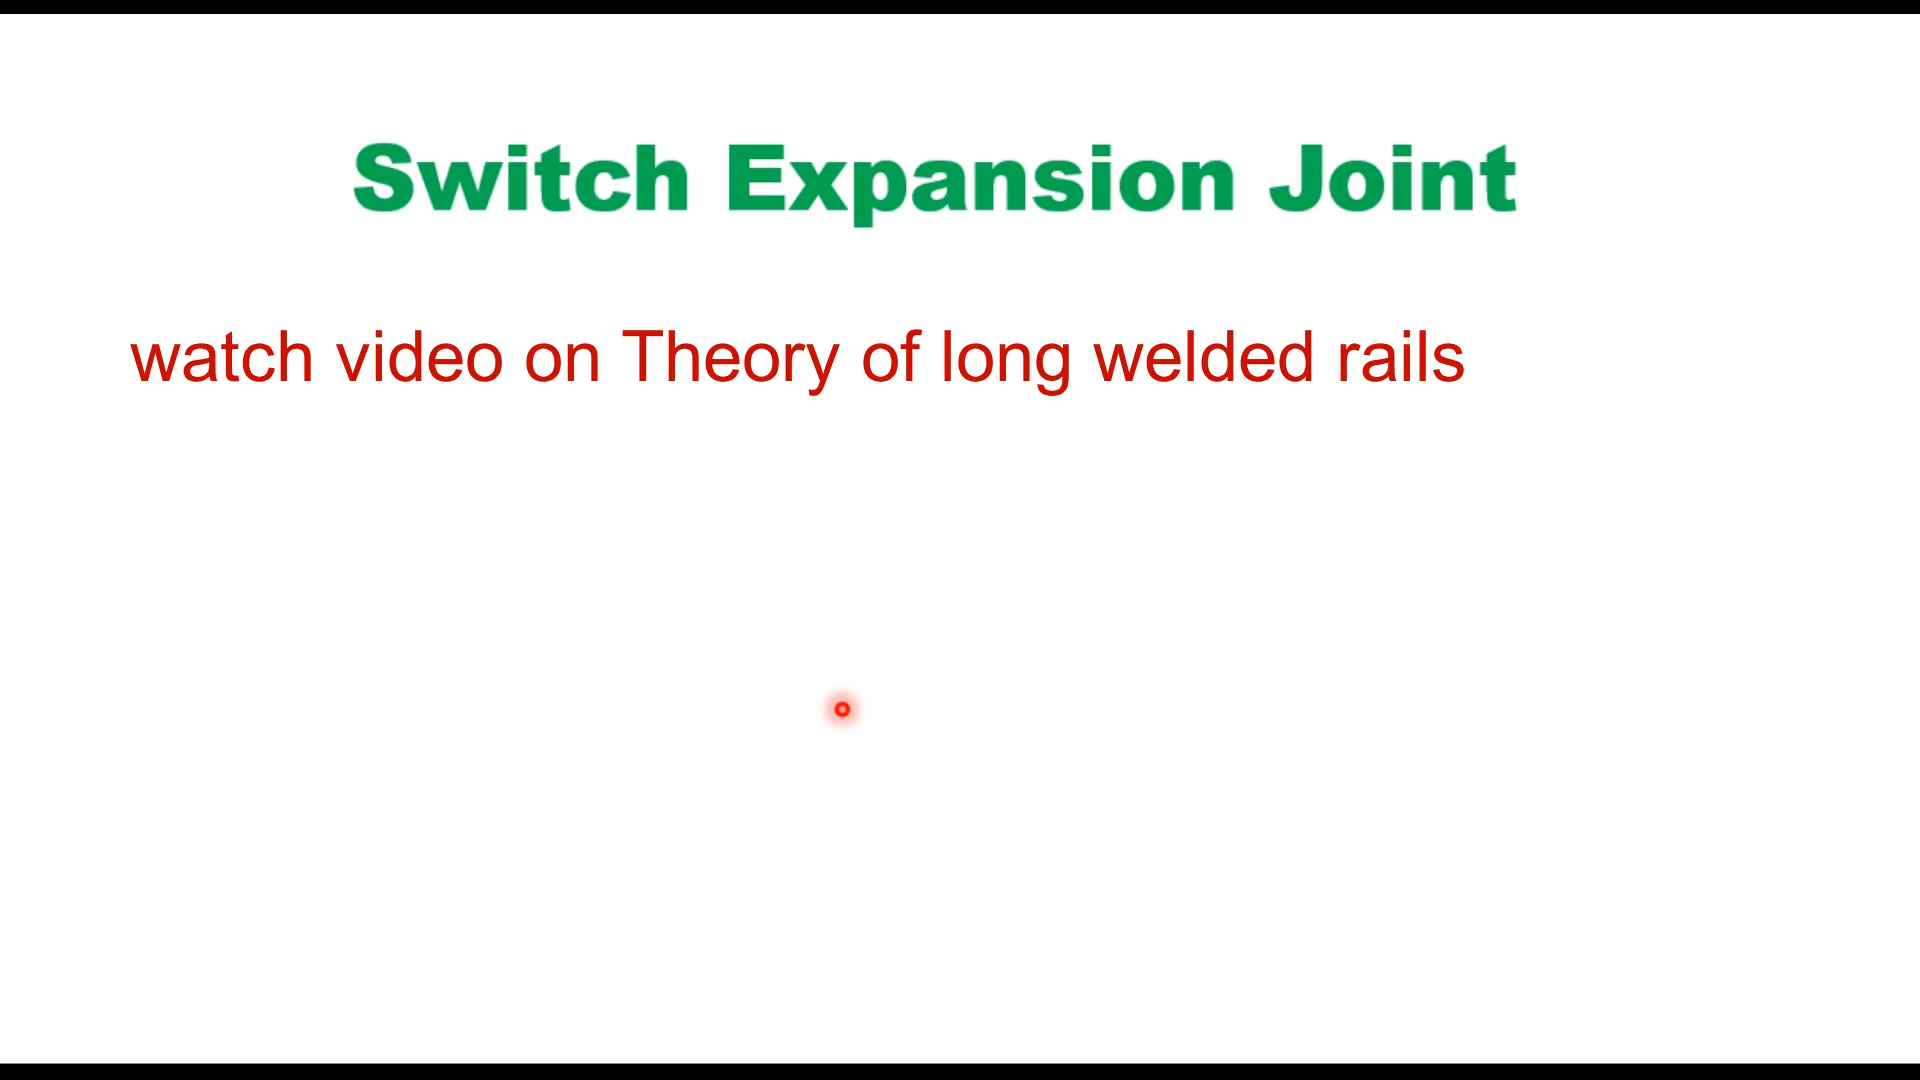 Switch Expansion Joint
watch video on Theory of long welded rails